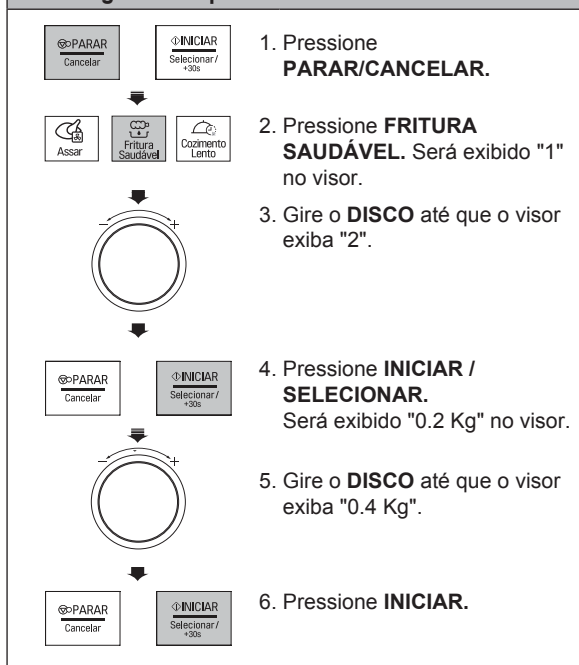 PARAR
Cancelar
INICIAR
Selecionar/
+30s
1. Pressione
PARAR/CANCELAR.
Assar
Fritura
Saudável
Cozimento
Lento
2. Pressione FRITURA
SAUDÁVEL. Será exibido "1"
no visor.
3. Gire o DISCO até que o visor
exiba "2".
- +
PARAR
Cancelar
INICIAR
Selecionar/
+30s
4. Pressione INICIAR /
SELECIONAR.
Será exibido "0.2 Kg" no visor.
- +
5. Gire o DISCO até que o visor
exiba "0.4 Kg".
PARAR
Cancelar
INICIAR
Selecionar/
+30s
6. Pressione INICIAR.